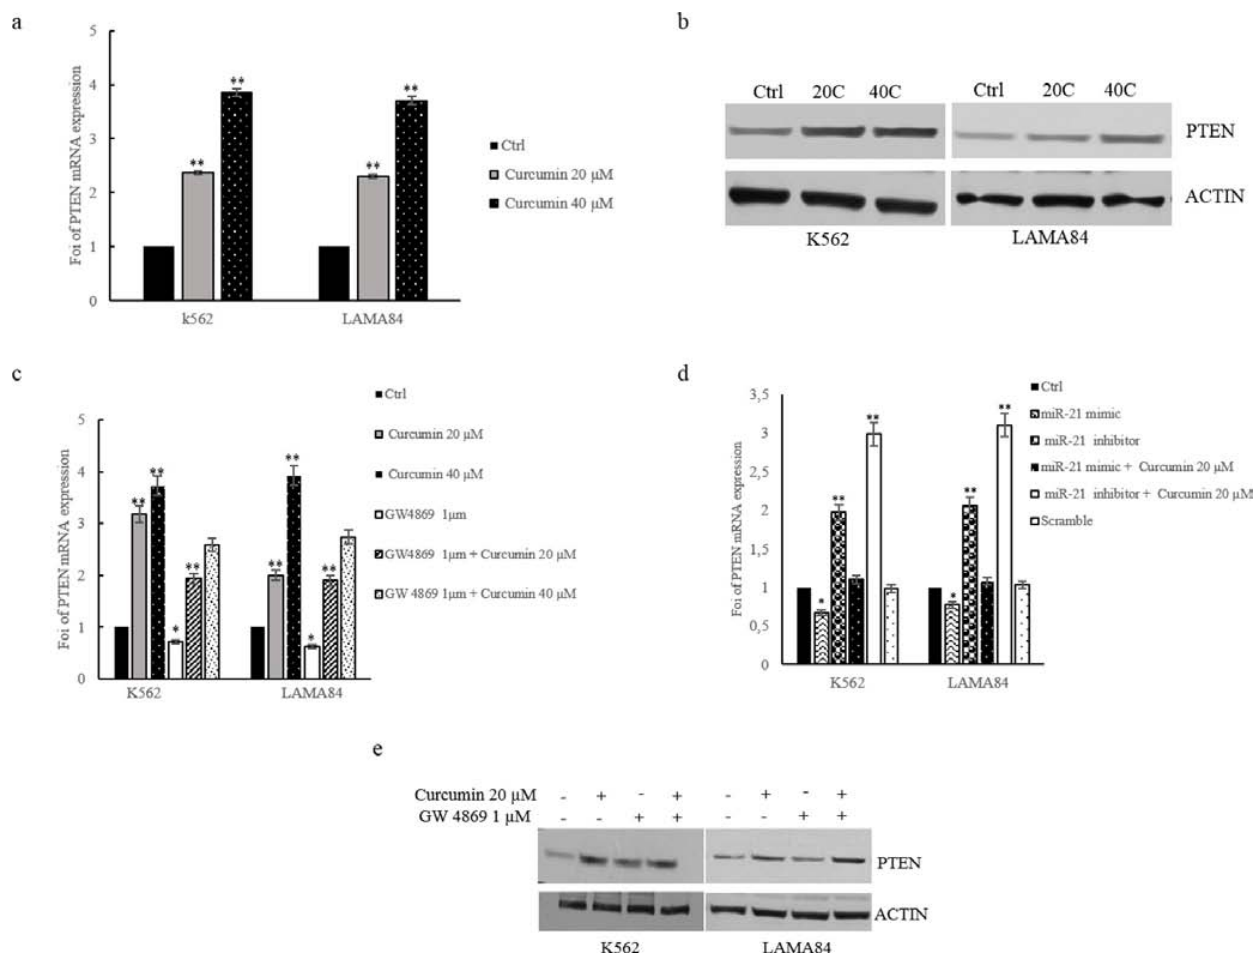 a
Foi of PTEN mRNA expression
5
4
3
2
1
0
**
**
**
**
k562
LAMA84
Ctrl
Curcumin 20 µM
Curcumin 40 µM
b
Ctrl 20C 40C
Ctrl 20C 40C
PTEN
ACTIN
K562
LAMA84
c
Foi of PTEN mRNA expression
5
4
3
2
1
0
**
**
*
**
**
**
*
**
K562
LAMA84
Ctrl
Curcumin 20 µM
Curcumin 40 µM
GW4869 1µm
GW4869 1µm + Curcumin 20 µM
GW 4869 1µm + Curcumin 40 µM
d
Foi of PTEN mRNA expression
3,5
3
2,5
2
1,5
1
0,5
0
*
**
**
*
**
**
K562
LAMA84
Ctrl
miR-21 mimic
miR-21 inhibitor
miR-21 mimic + Curcumin 20 µM
miR-21 inhibitor + Curcumin 20 µM
Scramble
e
Curcumin 20 µM - + - + - + - +
GW 4869 1 µM - - + + - - + +
PTEN
ACTIN
K562
LAMA84